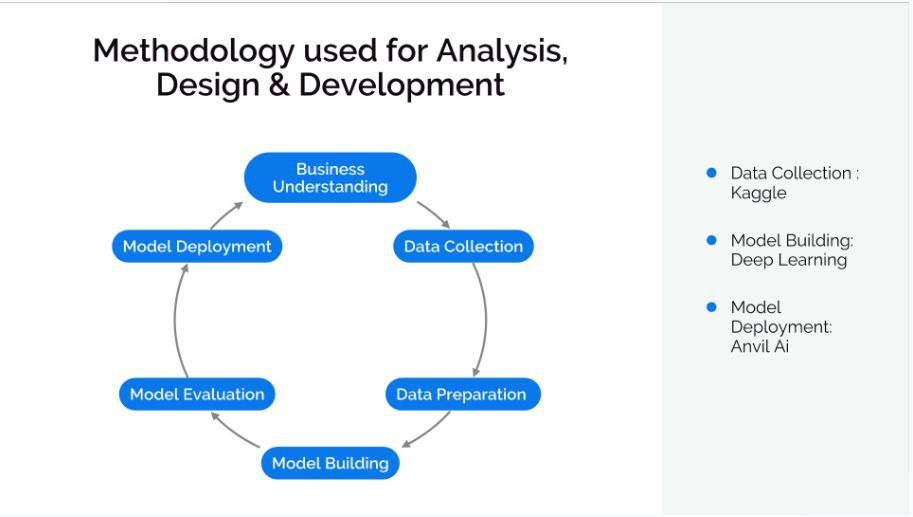 Methodology used for Analysis,
Design & Development
Business
Understanding
Data Collection
Data Preparation
Model Building
Model Evaluation
Model Deployment
Data Collection :
Kaggle
Model Building:
Deep Learning
Model
Deployment:
Anvil Ai